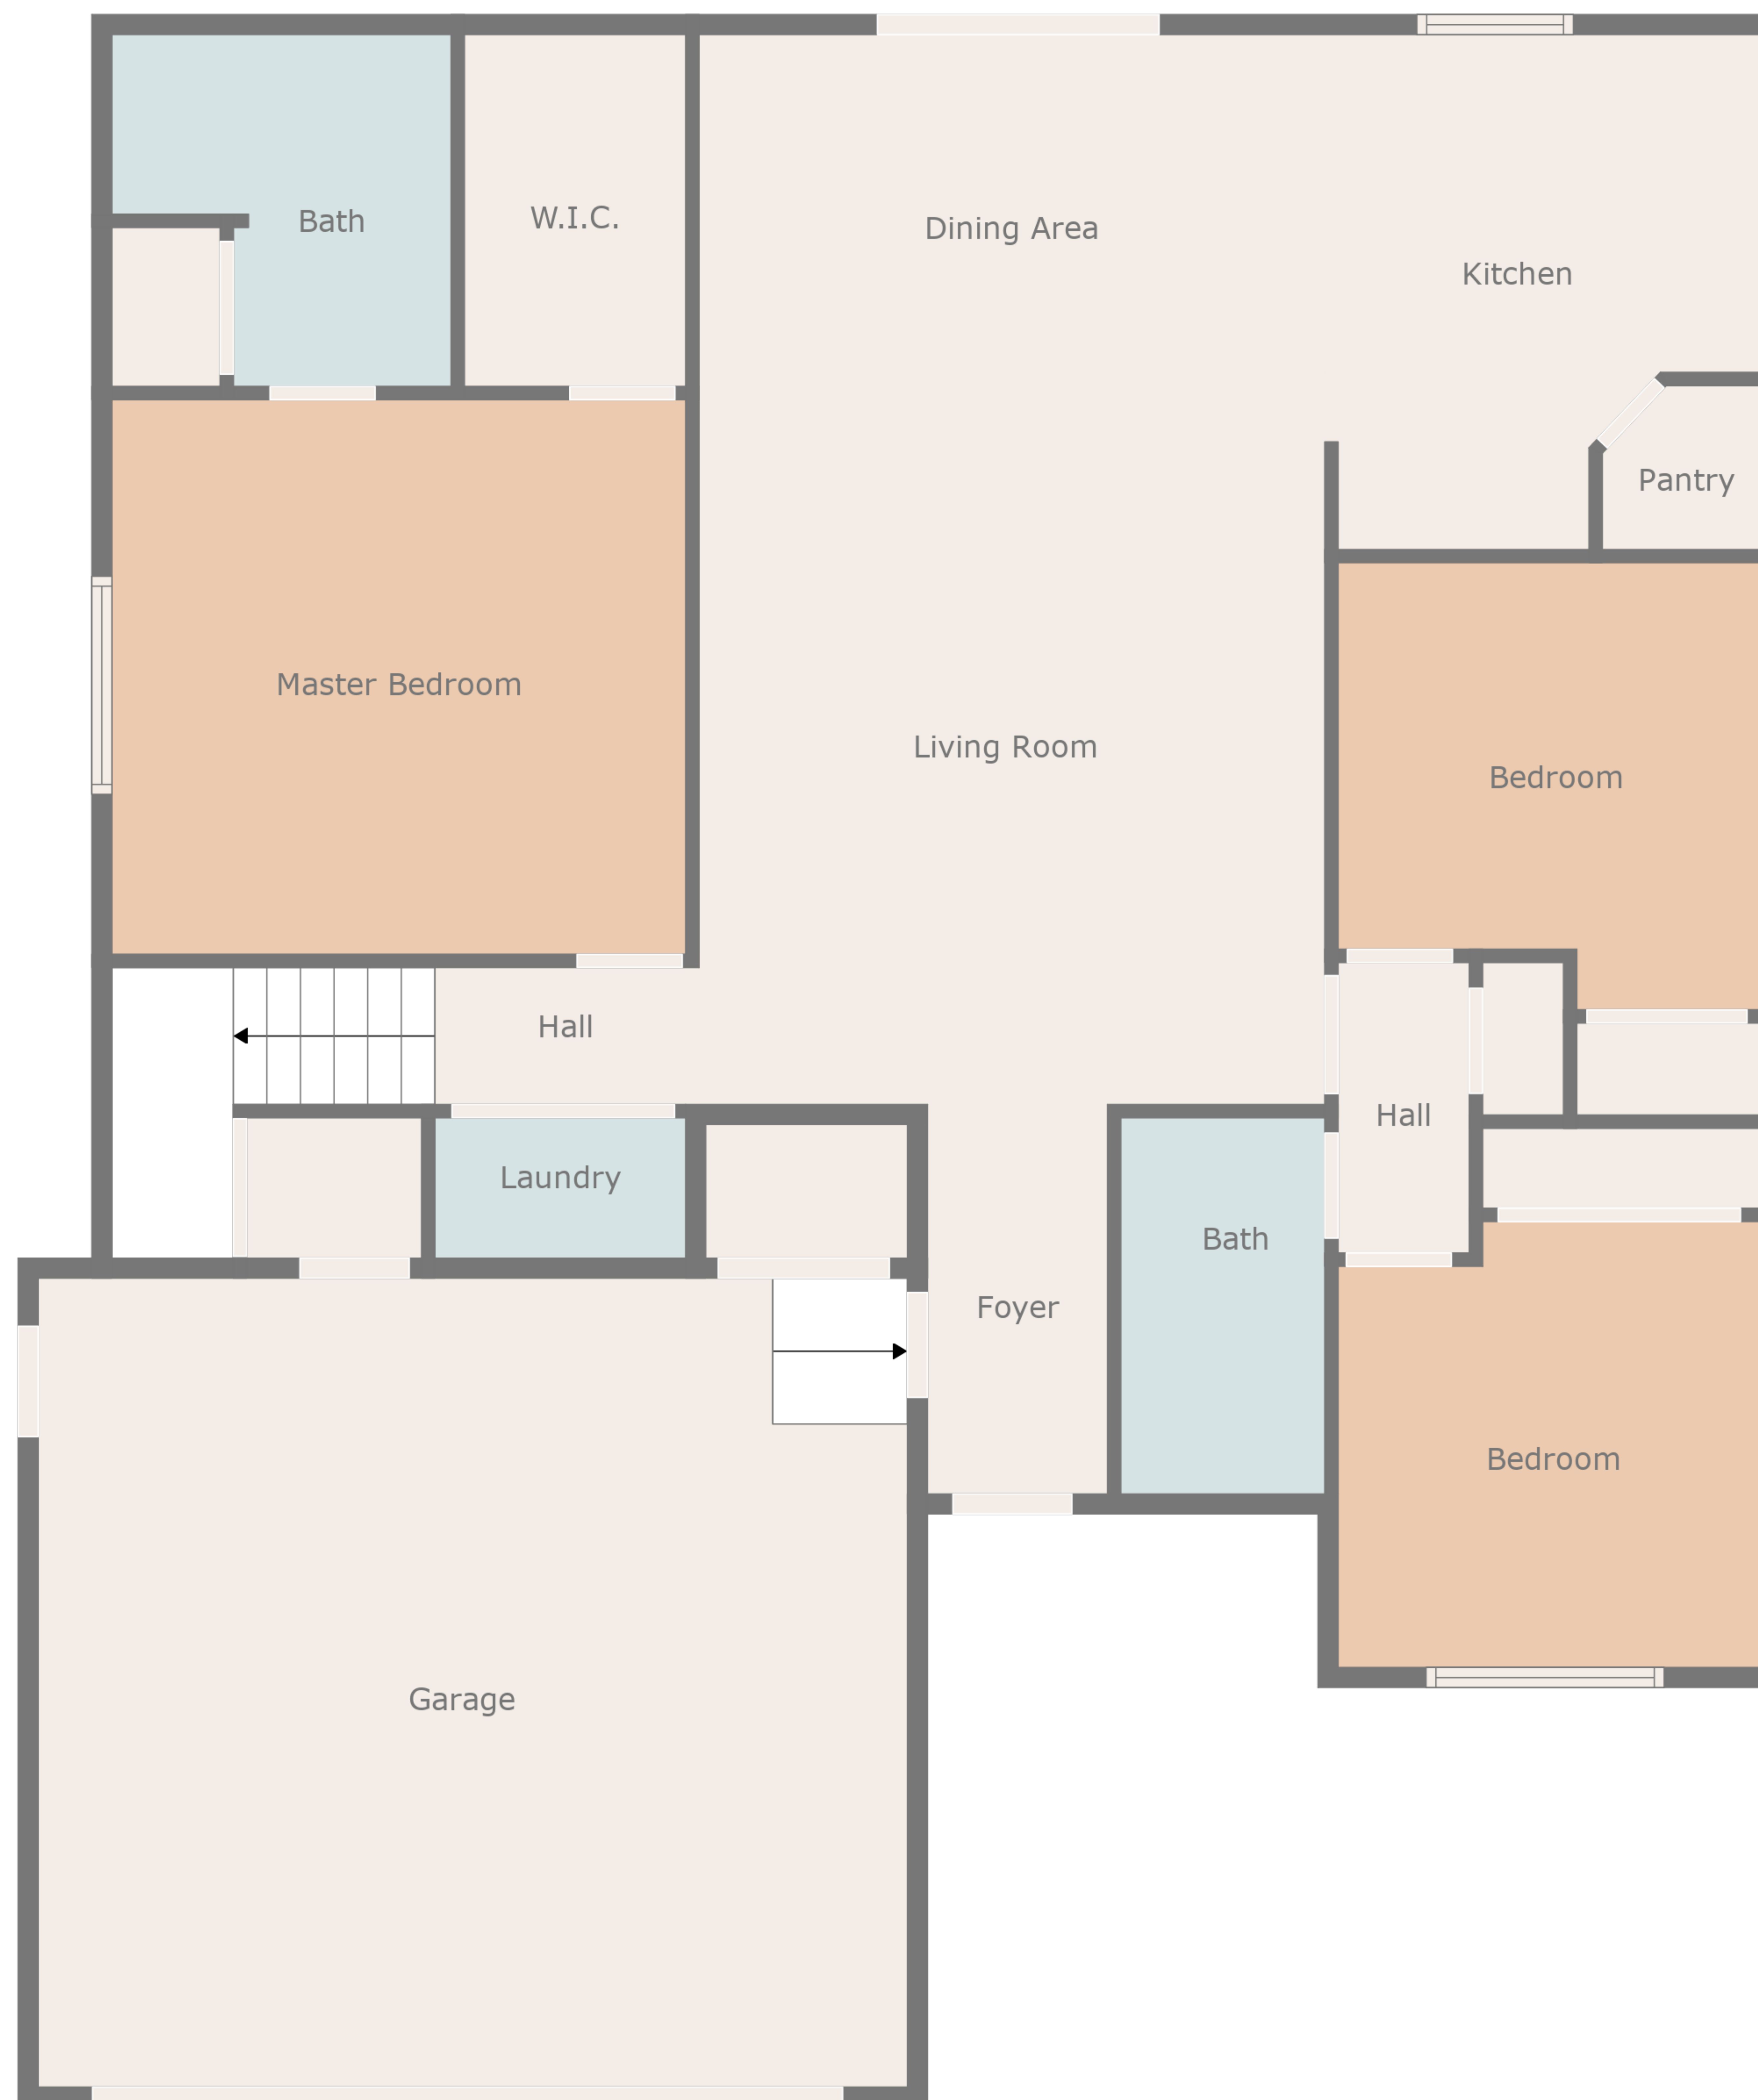 Bath
W.I.C.
Dining Area
Kitchen
Pantry
Master Bedroom
Living Room
Bedroom
Hall
Hall
Laundry
Bath
Foyer
Bedroom
Garage